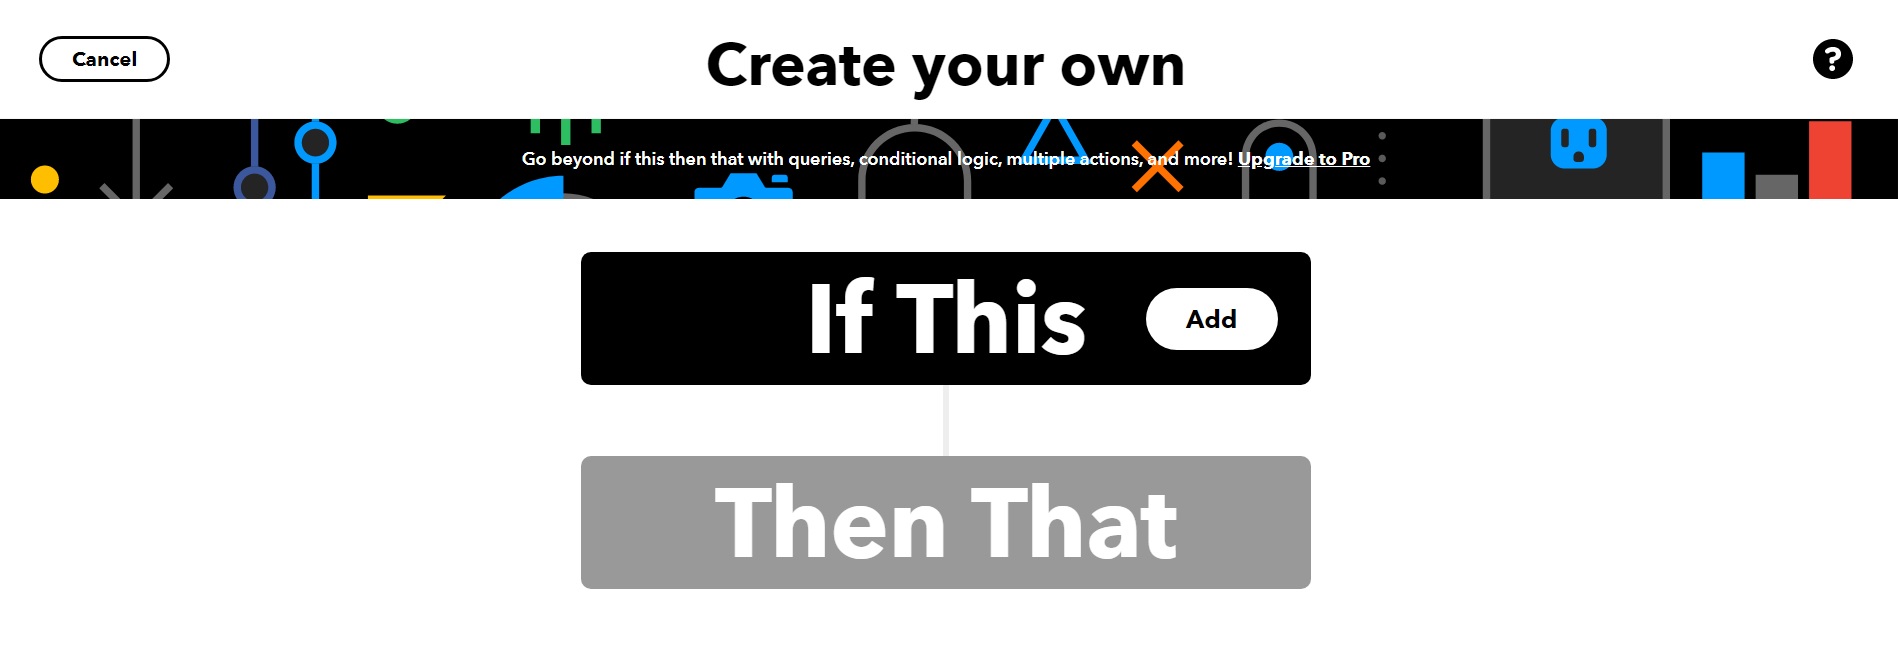 Cancel
Create your own
?
Go beyond if this then that with queries, conditional logic, multiple actions, and more! Upgrade to Pro
If This
Add
Then That